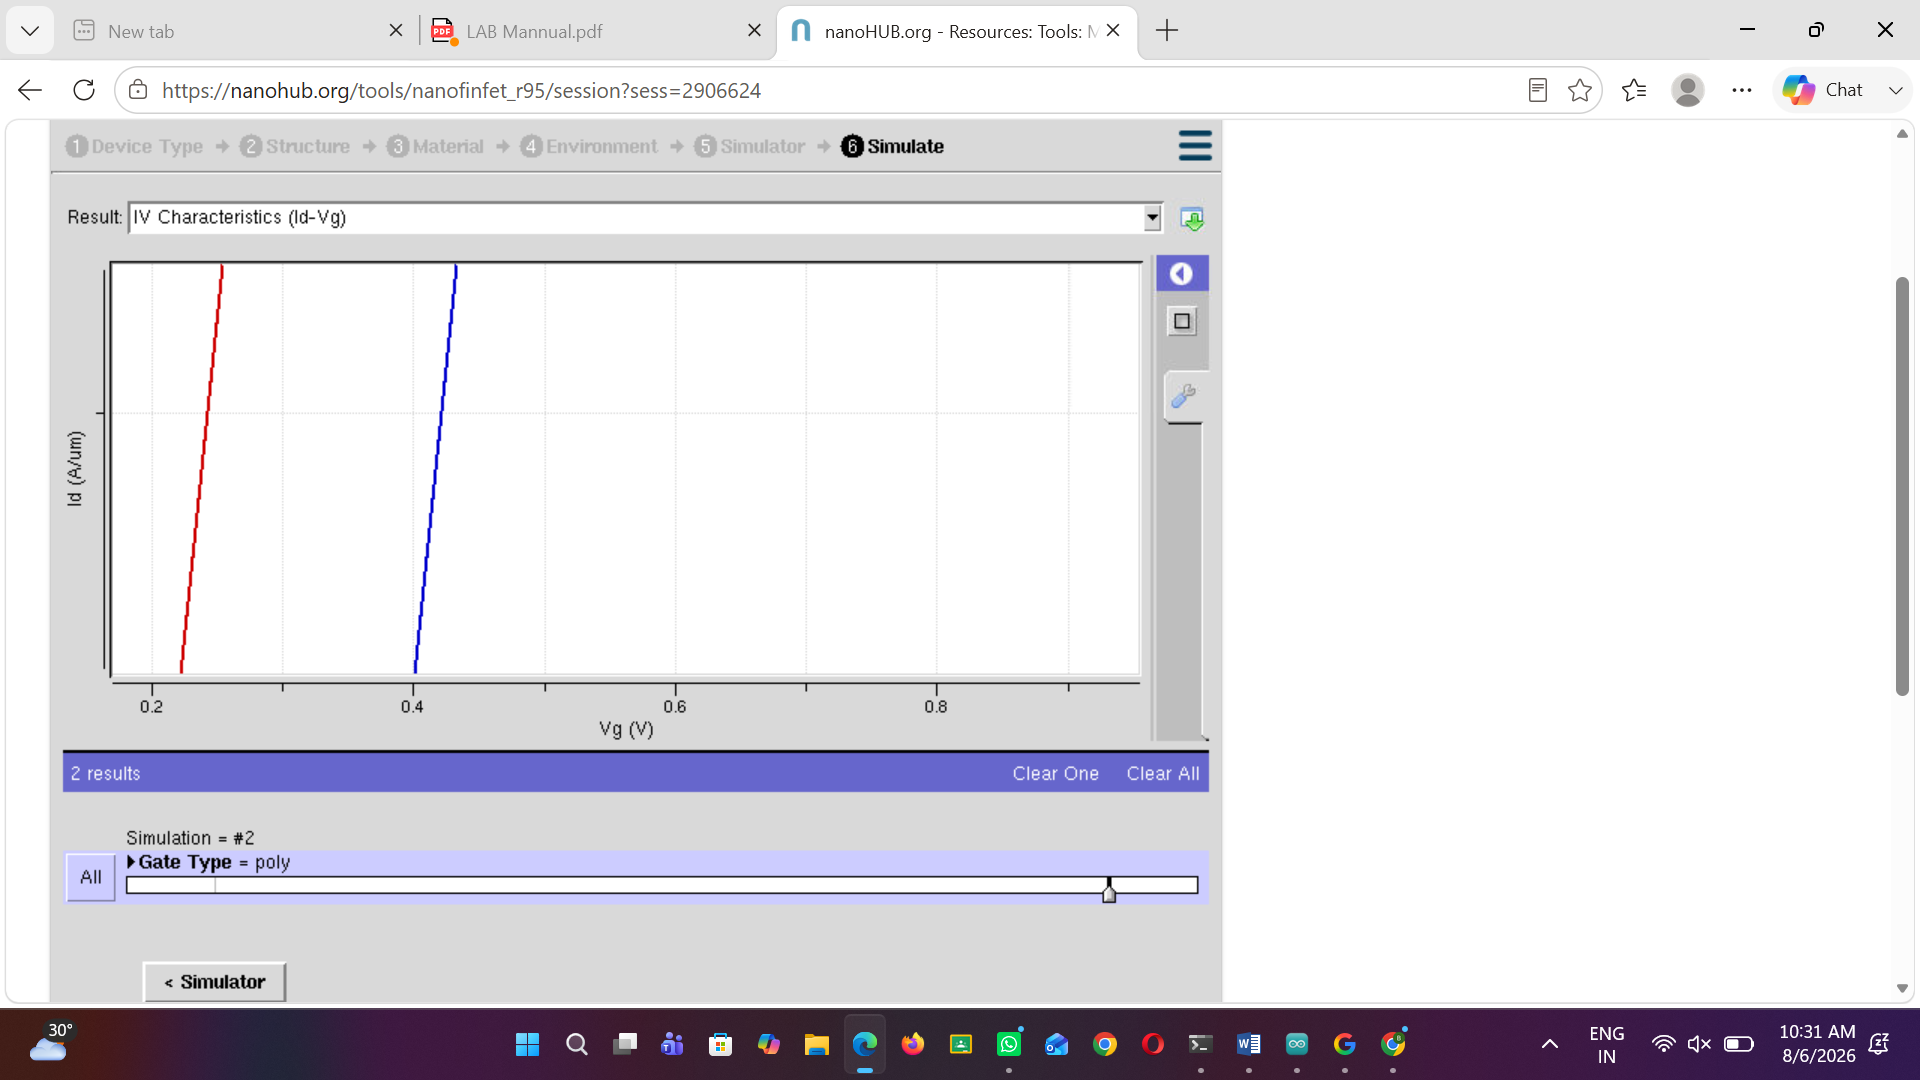 New tab
LAB Mannual.pdf
nanoHUB.org - Resources: Tools: M
https://nanohub.org/tools/nanofinfet_r95/session?sess=2906624
Chat
1 Device Type → 2 Structure → 3 Material → 4 Environment → 5 Simulator → 6 Simulate
Result: IV Characteristics (Id-Vg)
Id (A/um)
0.2 0.4 0.6 0.8
Vg (V)
2 results Clear One Clear All
Simulation = #2
All
Gate Type = poly
< Simulator
30°
ENG
IN
10:31 AM
8/6/2026